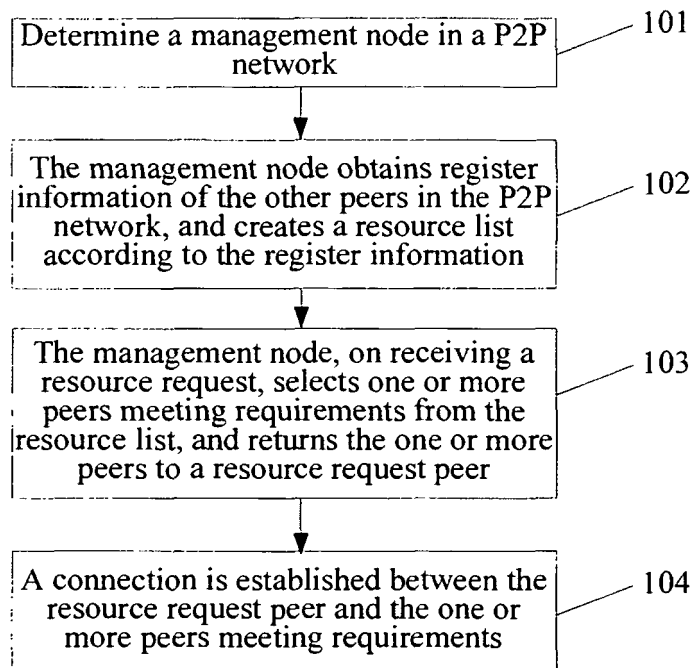 Determine a management node in a P2P
network
101
The management node obtains register
information of the other peers in the P2P
network, and creates a resource list
according to the register information
102
The management node, on receiving a
resource request, selects one or more
peers meeting requirements from the
resource list, and returns the one or more
peers to a resource request peer
103
A connection is established between the
resource request peer and the one or
more peers meeting requirements
104